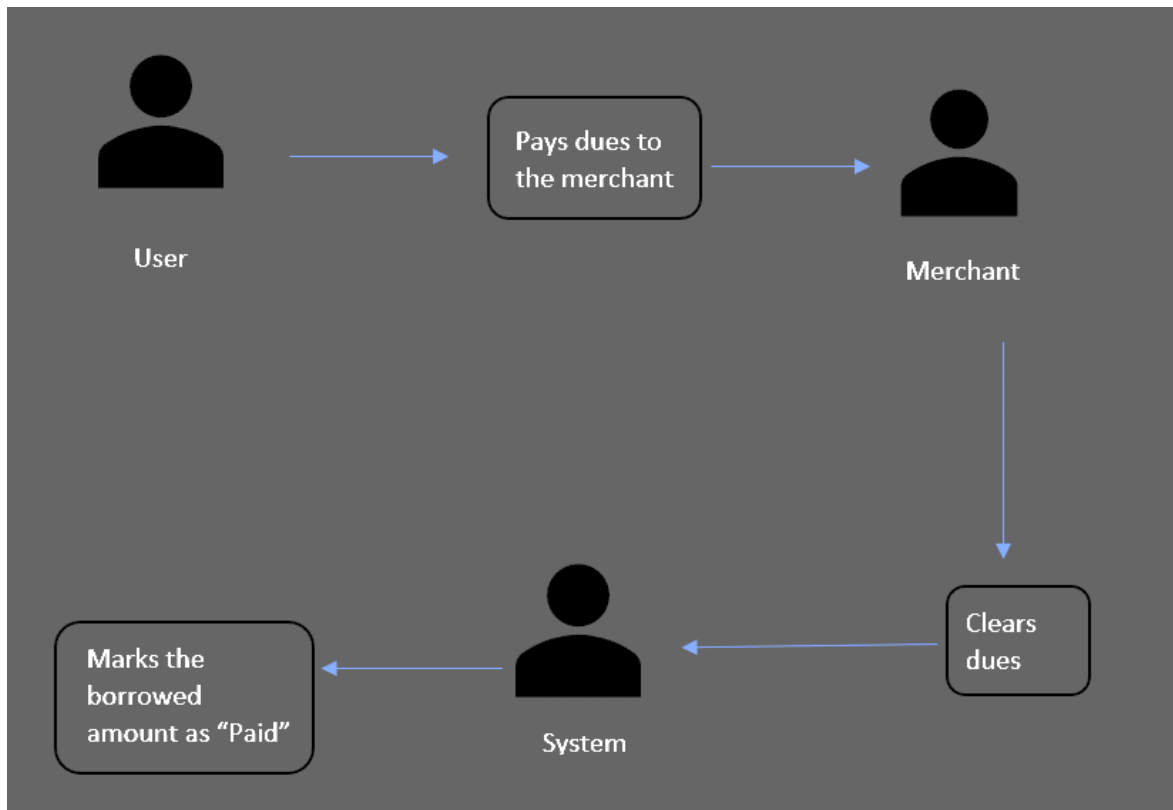 Pays dues to
the merchant
User
Merchant
Clears
dues
Marks the
borrowed
amount as “Paid”
System